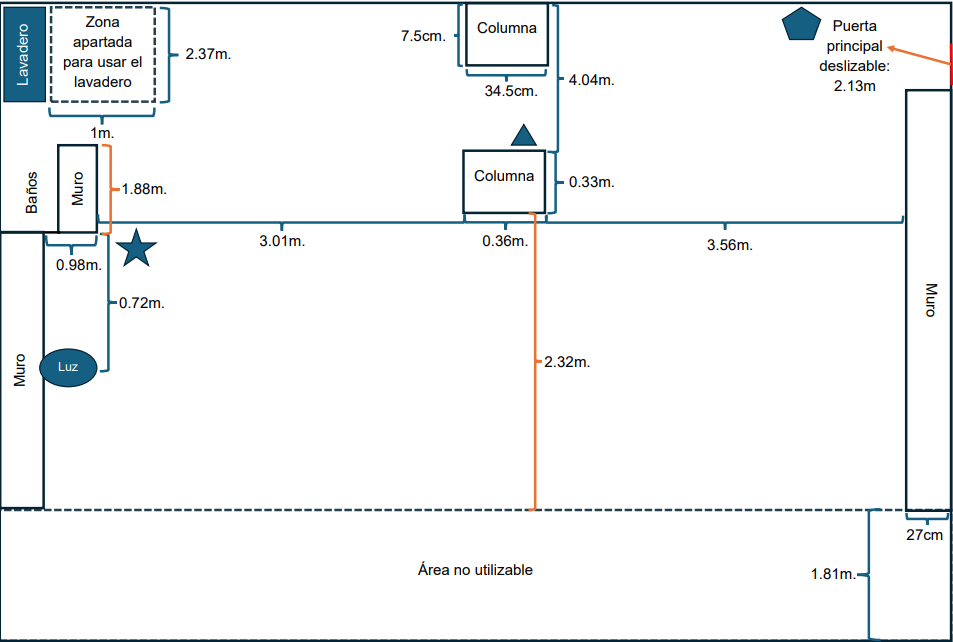 Lavadero
Zona
apartada
para usar el
lavadero
2.37m.
1m.
7.5cm.
Columna
34.5cm.
4.04m.
Puerta
principal
deslizable:
2.13m
Baños
Muro
1.88m.
Columna
0.33m.
3.01m.
0.36m.
3.56m.
0.98m.
0.72m.
Muro
Luz
2.32m.
Muro
27cm
Área no utilizable
1.81m.